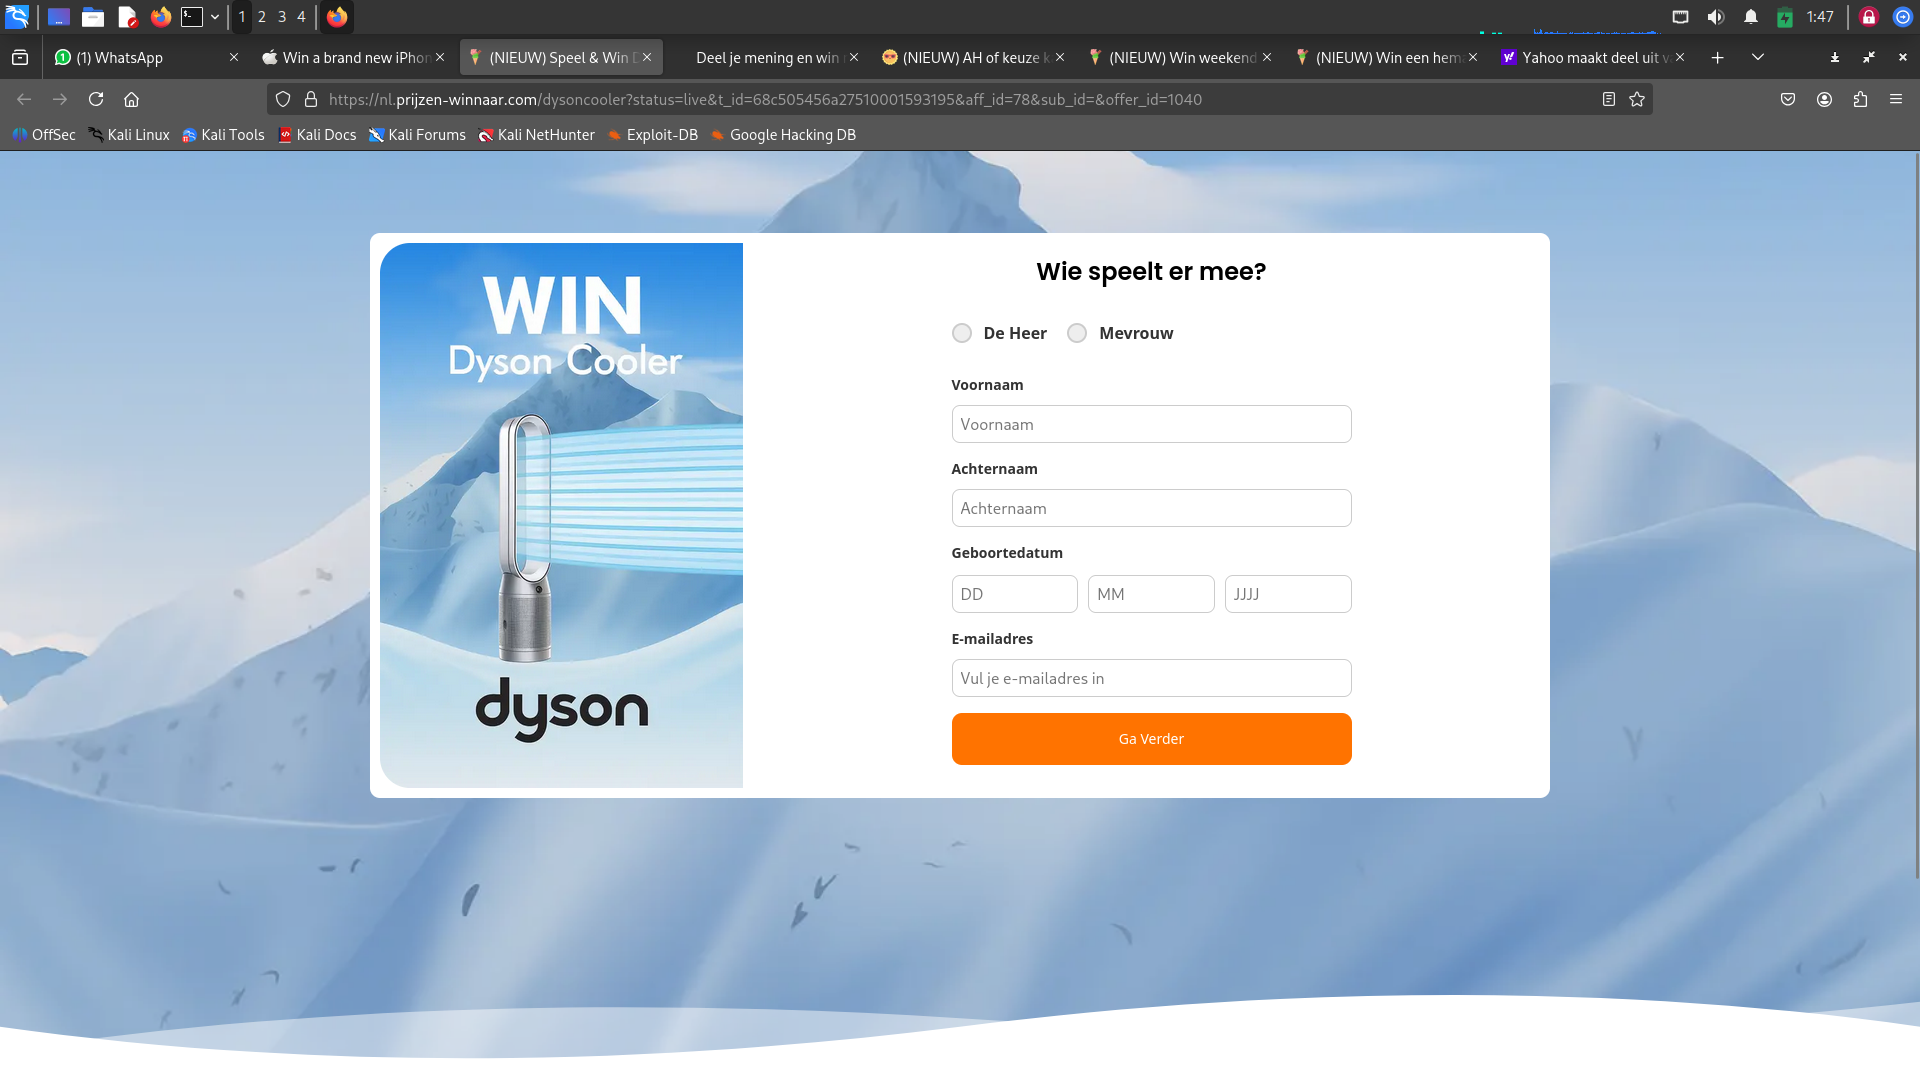 1 2 3 4 1:47
(1) WhatsApp
Win a brand new iPhon
(NIEUW) Speel & Win D
Deel je mening en win
(NIEUW) AH of keuze k
(NIEUW) Win weekend
(NIEUW) Win een hema
Yahoo maakt deel uit va
https://nl.prijzen-winnaar.com/dysoncooler?status=live&t_id=68c505456a27510001593195&aff_id=78&sub_id=&offer_id=1040
OffSec Kali Linux Kali Tools Kali Docs Kali Forums Kali NetHunter Exploit-DB Google Hacking DB
WIN
Dyson Cooler
dyson
Wie speelt er mee?
De Heer Mevrouw
Voornaam
Voornaam
Achternaam
Achternaam
Geboortedatum
DD MM JJJJ
E-mailadres
Vul je e-mailadres in
Ga Verder